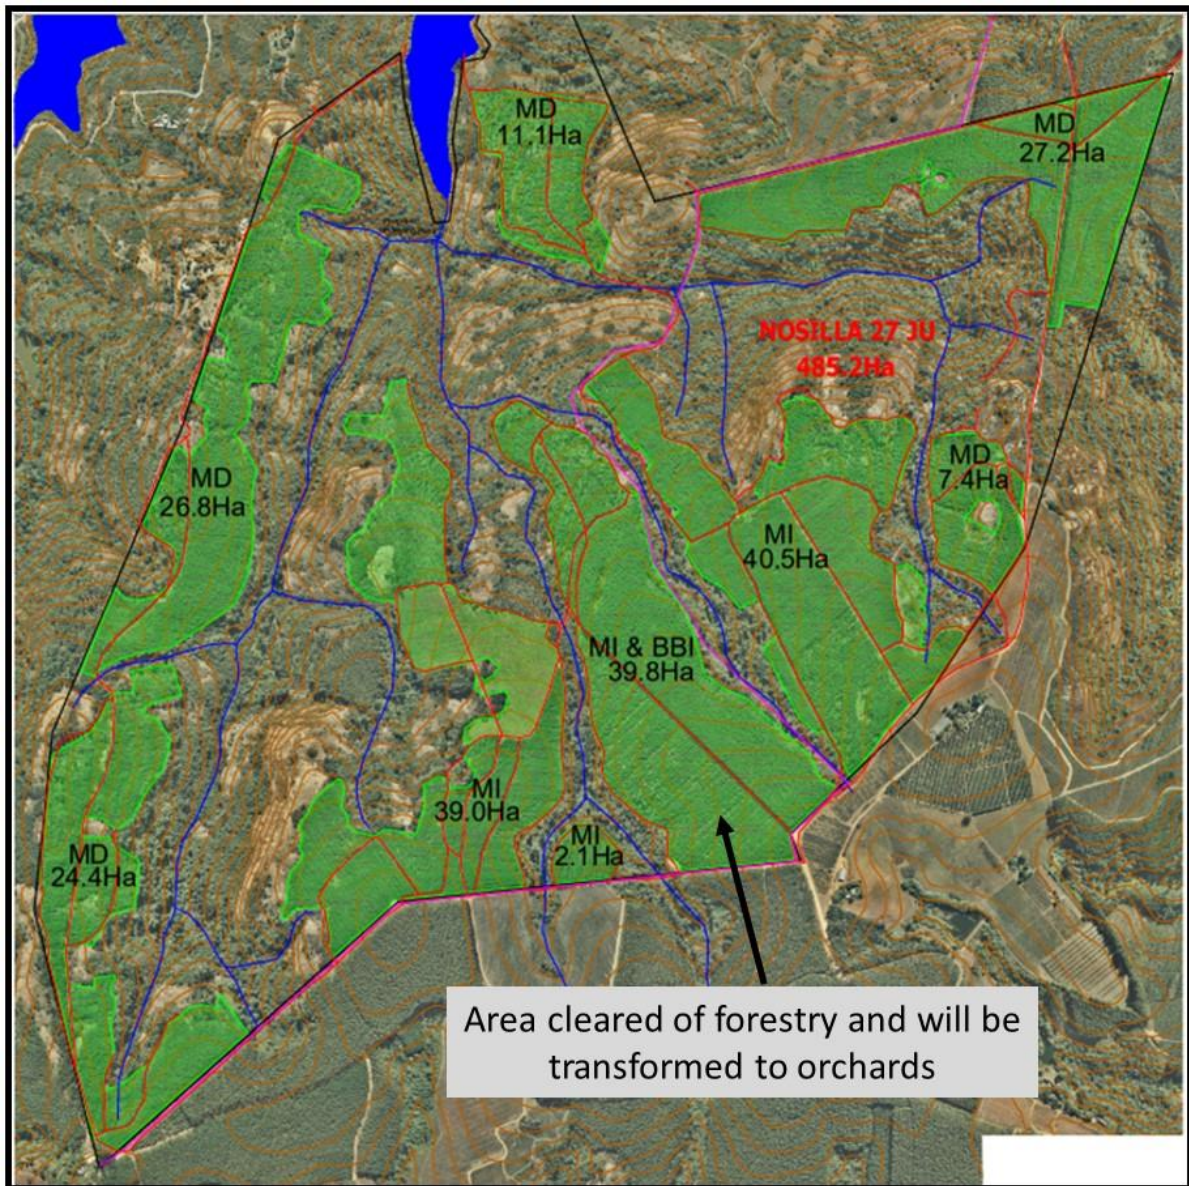 MD
11.1Ha
MD
27.2Ha
NOSILLA 27 JU
485.2Ha
MD
26.8Ha
MD
7.4Ha
MI
40.5Ha
MI & BBI
39.8Ha
MI
39.0Ha
MI
2.1Ha
MD
24.4Ha
Area cleared of forestry and will be
transformed to orchards